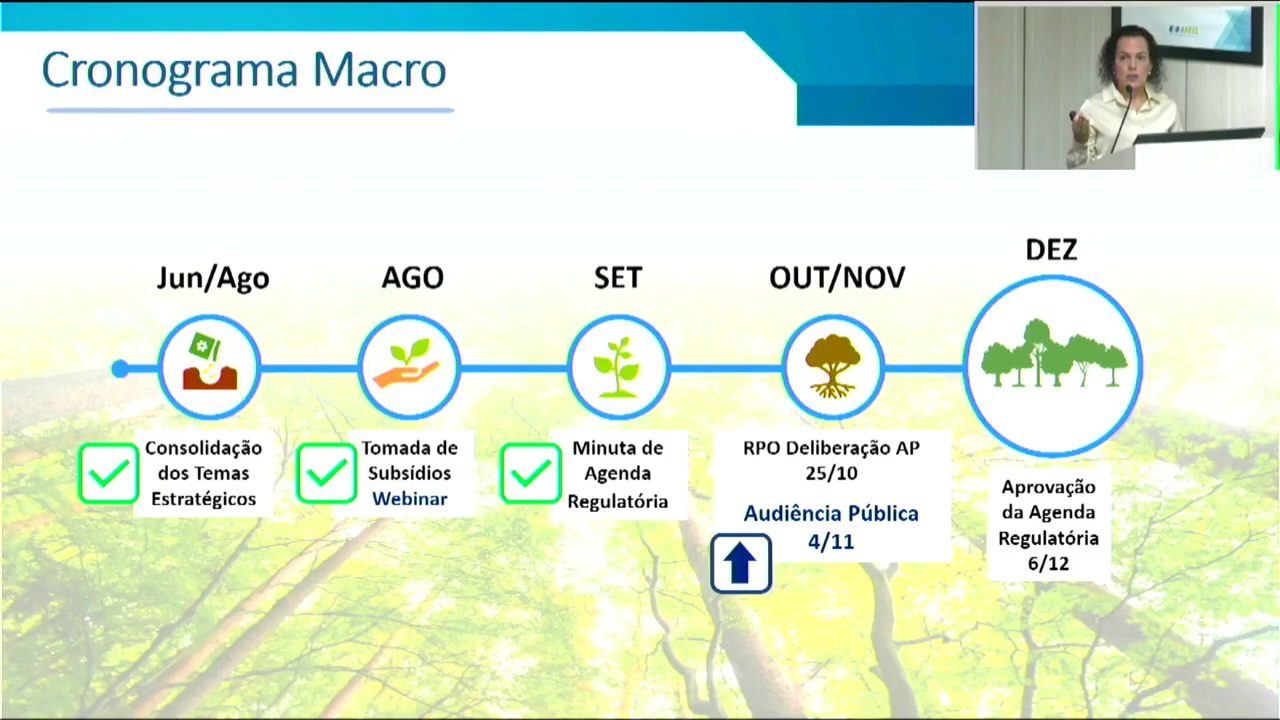 Cronograma Macro
ANEEL
Jun/Ago
AGO
SET
OUT/NOV
DEZ
Consolidação
dos Temas
Estratégicos
Tomada de
Subsídios
Webinar
Minuta de
Agenda
Regulatória
RPO Deliberação AP
25/10
Audiência Pública
4/11
Aprovação
da Agenda
Regulatória
6/12